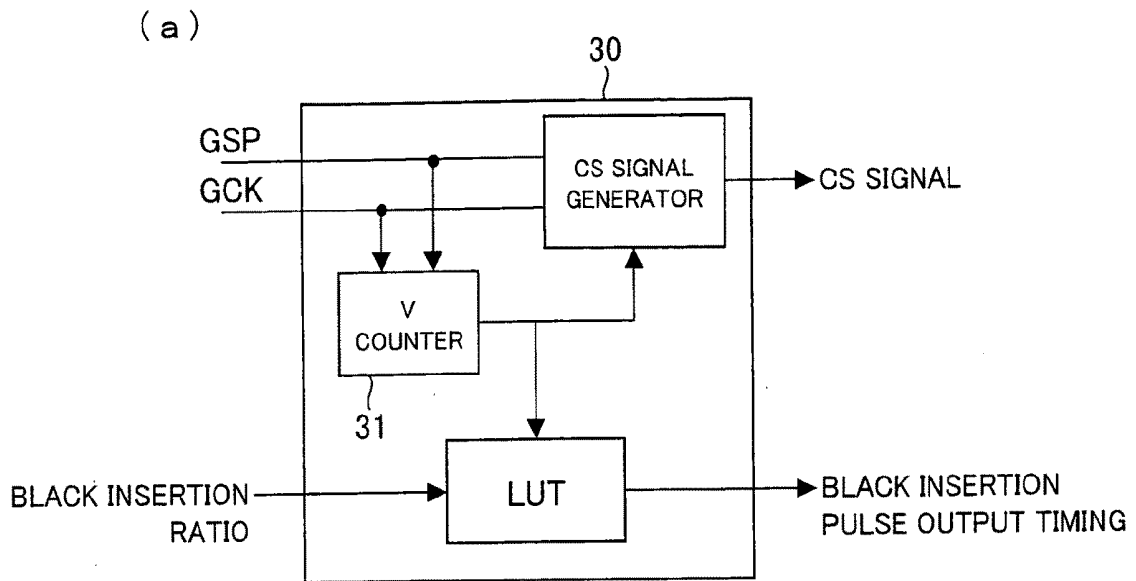 (a)
30
GSP
GCK
CS SIGNAL
GENERATOR
CS SIGNAL
V
COUNTER
31
BLACK INSERTION
RATIO
LUT
BLACK INSERTION
PULSE OUTPUT TIMING